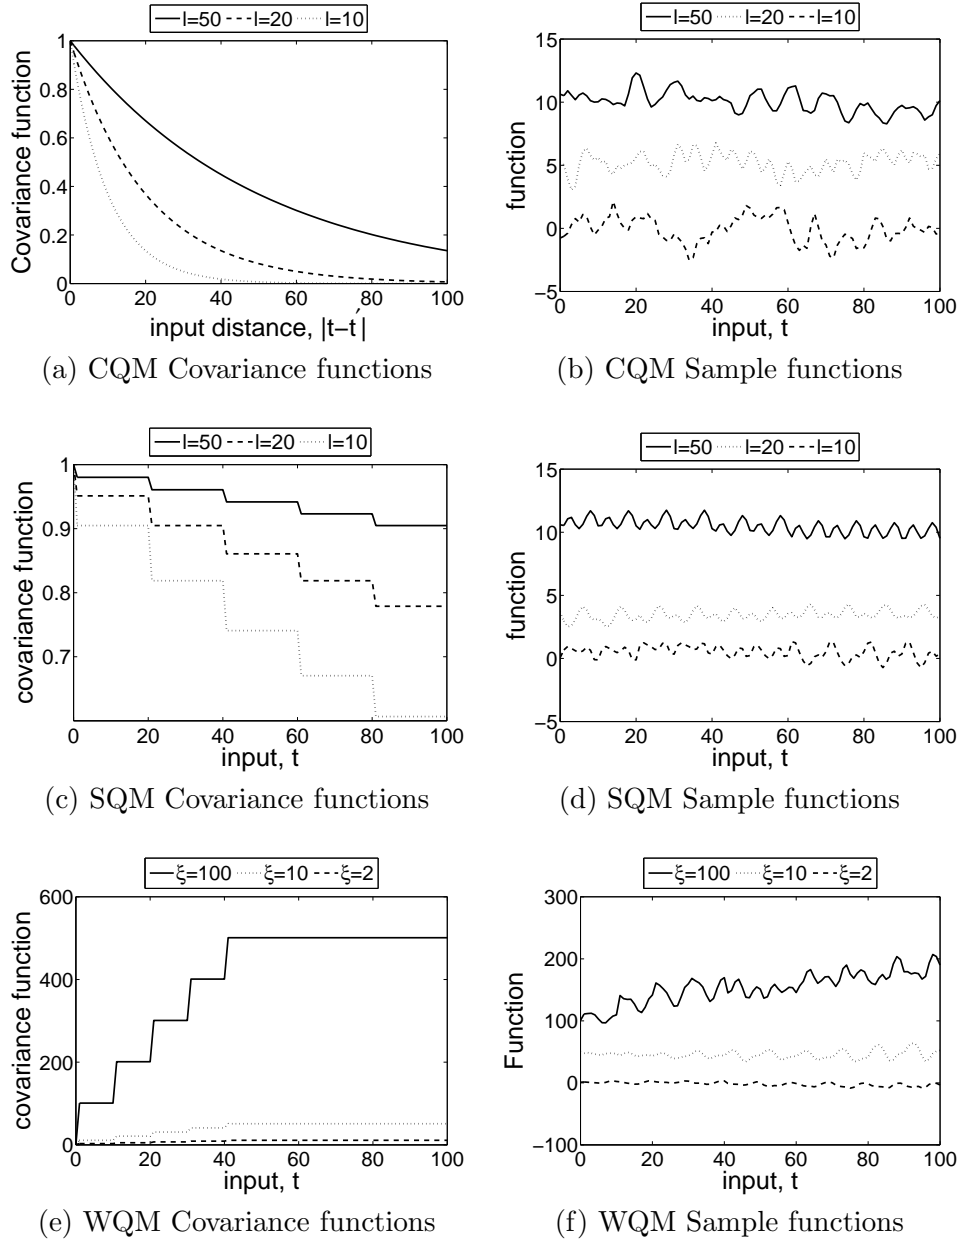 l=50 l=20 l=10
Covariance function
1
0.8
0.6
0.4
0.2
0
0 20 40 60 80 100
input distance, |t-t'|
(a) CQM Covariance functions
l=50 l=20 l=10
function
15
10
5
0
−5
0 20 40 60 80 100
input, t
(b) CQM Sample functions
l=50 l=20 l=10
covariance function
1
0.9
0.8
0.7
0 20 40 60 80 100
input, t
(c) SQM Covariance functions
l=50 l=20 l=10
function
15
10
5
0
−5
0 20 40 60 80 100
input, t
(d) SQM Sample functions
ξ=100 ξ=10 ξ=2
covariance function
600
400
200
0
0 20 40 60 80 100
input, t
(e) WQM Covariance functions
ξ=100 ξ=10 ξ=2
Function
300
200
100
0
−100
0 20 40 60 80 100
input, t
(f) WQM Sample functions